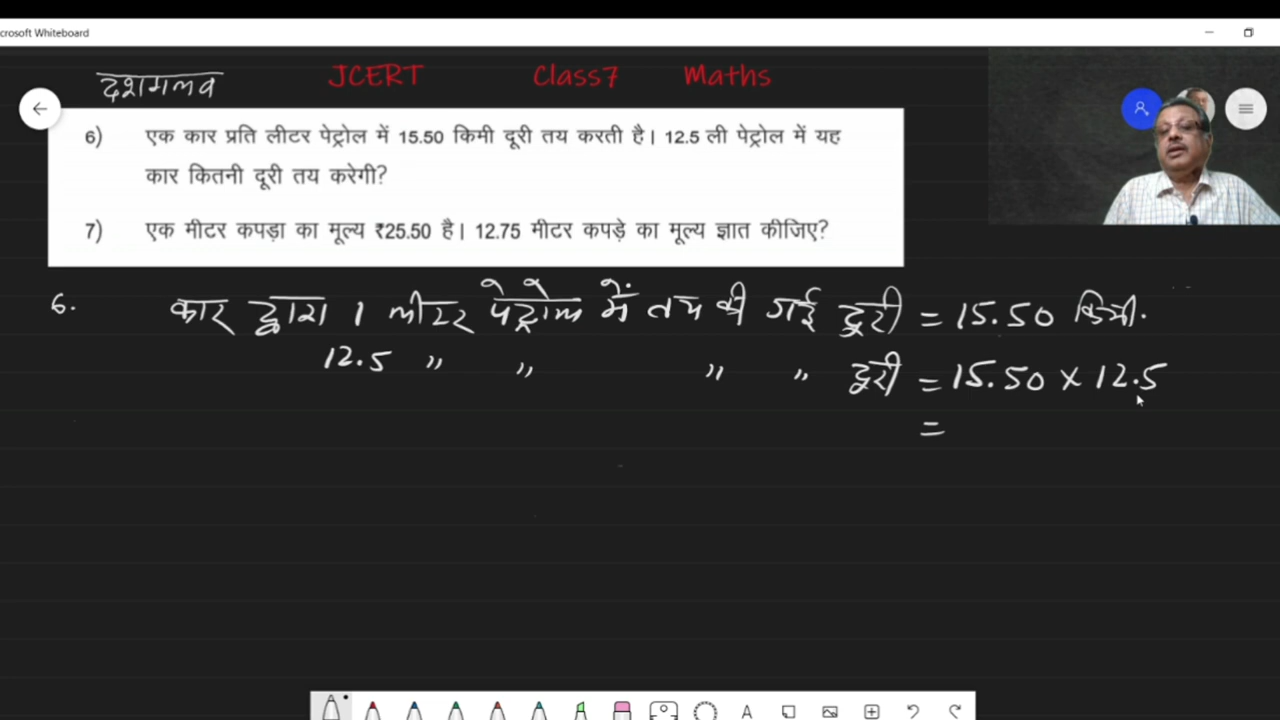 crosoft Whiteboard
दशमलव JCERT Class7 Maths
6) एक कार प्रति लीटर पेट्रोल में 15.50 किमी दूरी तय करती है। 12.5 ली पेट्रोल में यह
कार कितनी दूरी तय करेगी?
7) एक मीटर कपड़ा का मूल्य ₹25.50 है। 12.75 मीटर कपड़े का मूल्य ज्ञात कीजिए?
6. कार द्वारा 1 लीटर पेट्रोल में तय की गई दुरी = 15.50 किमी.
12.5 " " " " दुरी = 15.50 × 12.5
=